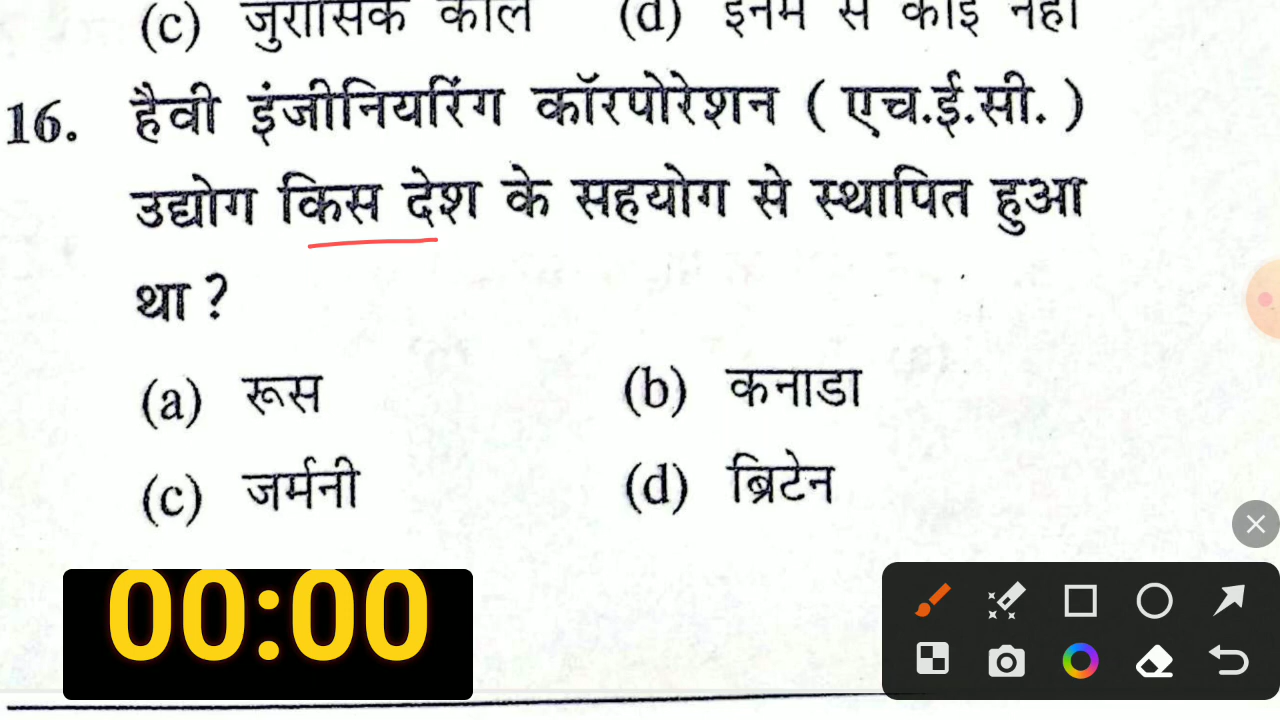 (c) जुरासिक काल (d) इनमें से कोई नहीं
16. हैवी इंजीनियरिंग कॉरपोरेशन ( एच.ई.सी. )
उद्योग किस देश के सहयोग से स्थापित हुआ
था ?
(a) रूस (b) कनाडा
(c) जर्मनी (d) ब्रिटेन
00:00